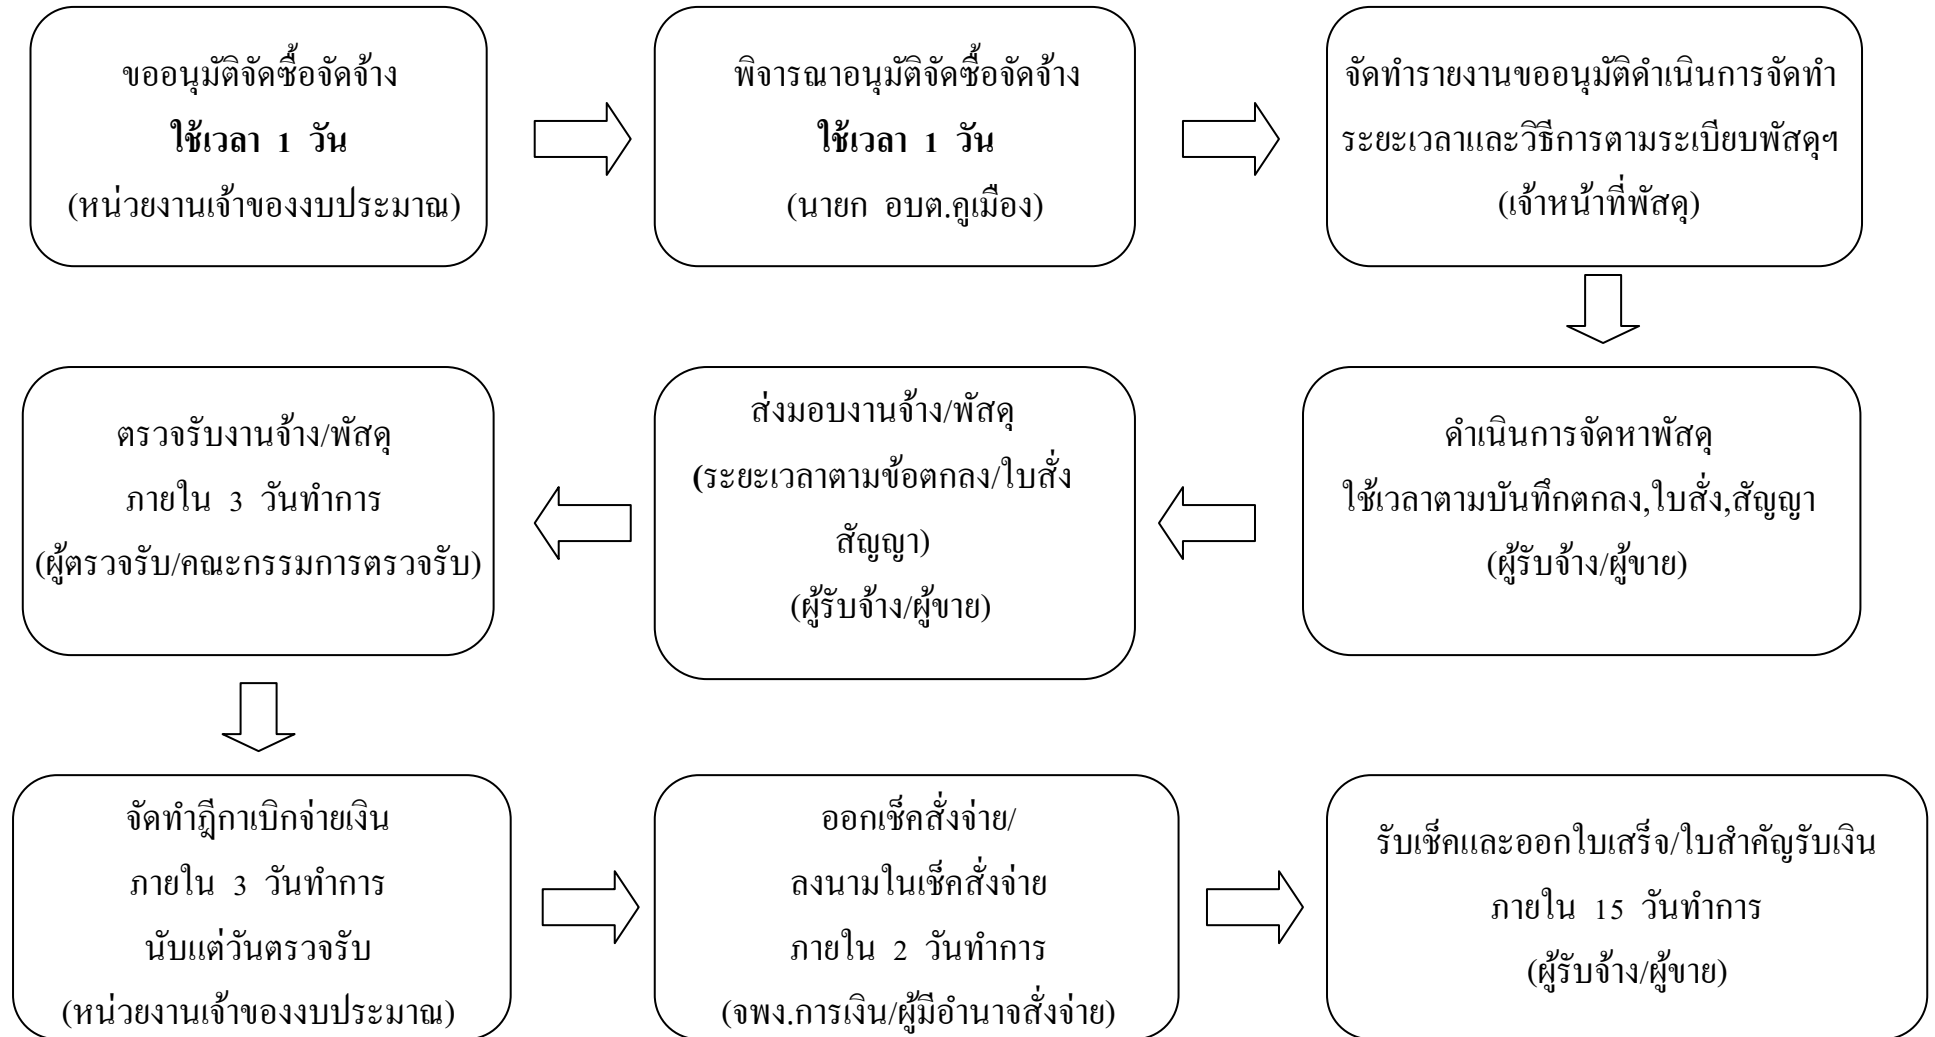 ขออนุมัติจัดซื้อจัดจ้าง
ใช้เวลา 1 วัน
(หน่วยงานเจ้าของงบประมาณ)
พิจารณาอนุมัติจัดซื้อจัดจ้าง
ใช้เวลา 1 วัน
(นายก อบต.คูเมือง)
จัดทำรายงานขออนุมัติดำเนินการจัดทำ
ระยะเวลาและวิธีการตามระเบียบพัสดุฯ
(เจ้าหน้าที่พัสดุ)
ดำเนินการจัดหาพัสดุ
ใช้เวลาตามบันทึกตกลง,ใบสั่ง,สัญญา
(ผู้รับจ้าง/ผู้ขาย)
ส่งมอบงานจ้าง/พัสดุ
(ระยะเวลาตามข้อตกลง/ใบสั่ง
สัญญา)
(ผู้รับจ้าง/ผู้ขาย)
ตรวจรับงานจ้าง/พัสดุ
ภายใน 3 วันทำการ
(ผู้ตรวจรับ/คณะกรรมการตรวจรับ)
จัดทำฎีกาเบิกจ่ายเงิน
ภายใน 3 วันทำการ
นับแต่วันตรวจรับ
(หน่วยงานเจ้าของงบประมาณ)
ออกเช็คสั่งจ่าย/
ลงนามในเช็คสั่งจ่าย
ภายใน 2 วันทำการ
(จพง.การเงิน/ผู้มีอำนาจสั่งจ่าย)
รับเช็คและออกใบเสร็จ/ใบสำคัญรับเงิน
ภายใน 15 วันทำการ
(ผู้รับจ้าง/ผู้ขาย)